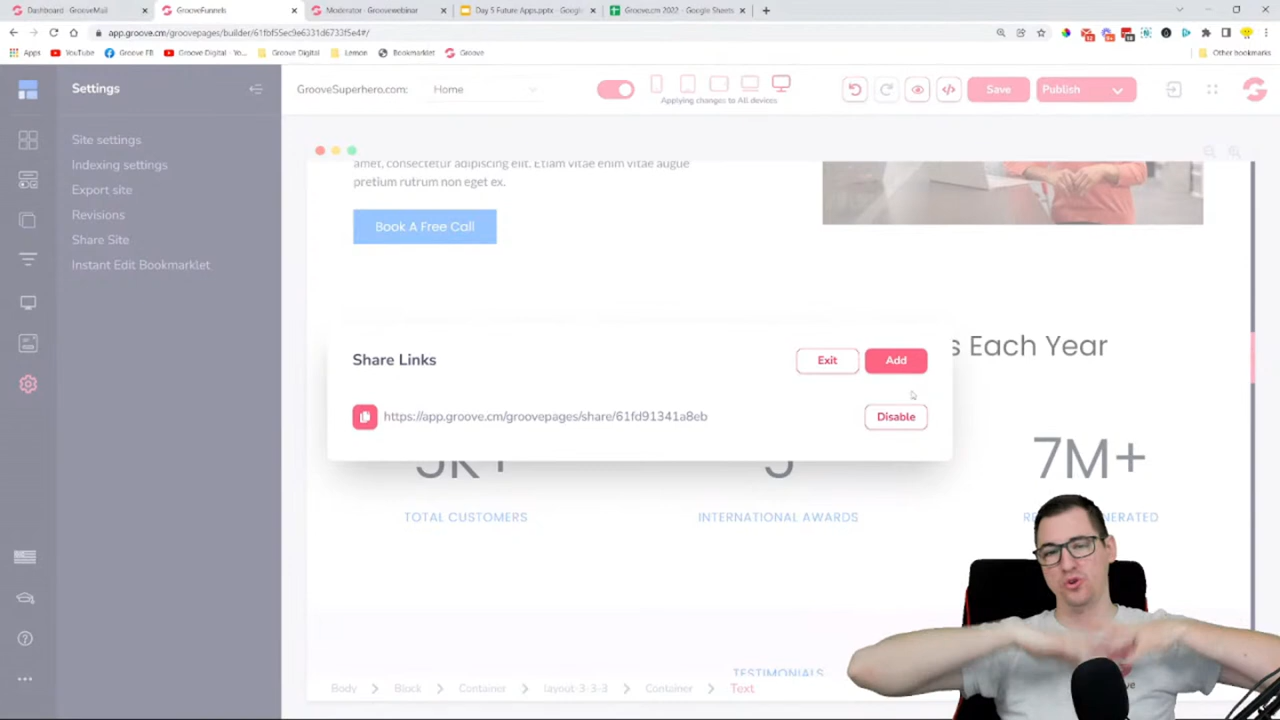 Dashboard - GrooveMail
GrooveFunnels
Moderator - Groovewebinar
Day 5 Future Apps.pptx - Google
Groove.cm 2022 - Google Sheets
app.groove.cm/groovepages/builder/61fbf55ec9e6331d6733f5e4#/
Apps
YouTube
Groove FB
Groove Digital - Yo...
Groove Digital
Lemon
Bookmarklet
Groove
Other bookmarks
Settings
GrooveSuperhero.com:
Home
Applying changes to All devices
Save
Publish
Site settings
Indexing settings
Export site
Revisions
Share Site
Instant Edit Bookmarklet
amet, consectetur adipiscing elit. Etiam vitae enim vitae augue
pretium rutrum non eget ex.
Book A Free Call
s Each Year
Share Links
Exit
Add
https://app.groove.cm/groovepages/share/61fd91341a8eb
Disable
7M+
TOTAL CUSTOMERS
INTERNATIONAL AWARDS
TESTIMONIALS
Body
Block
Container
layout-3-3-3
Container
Text